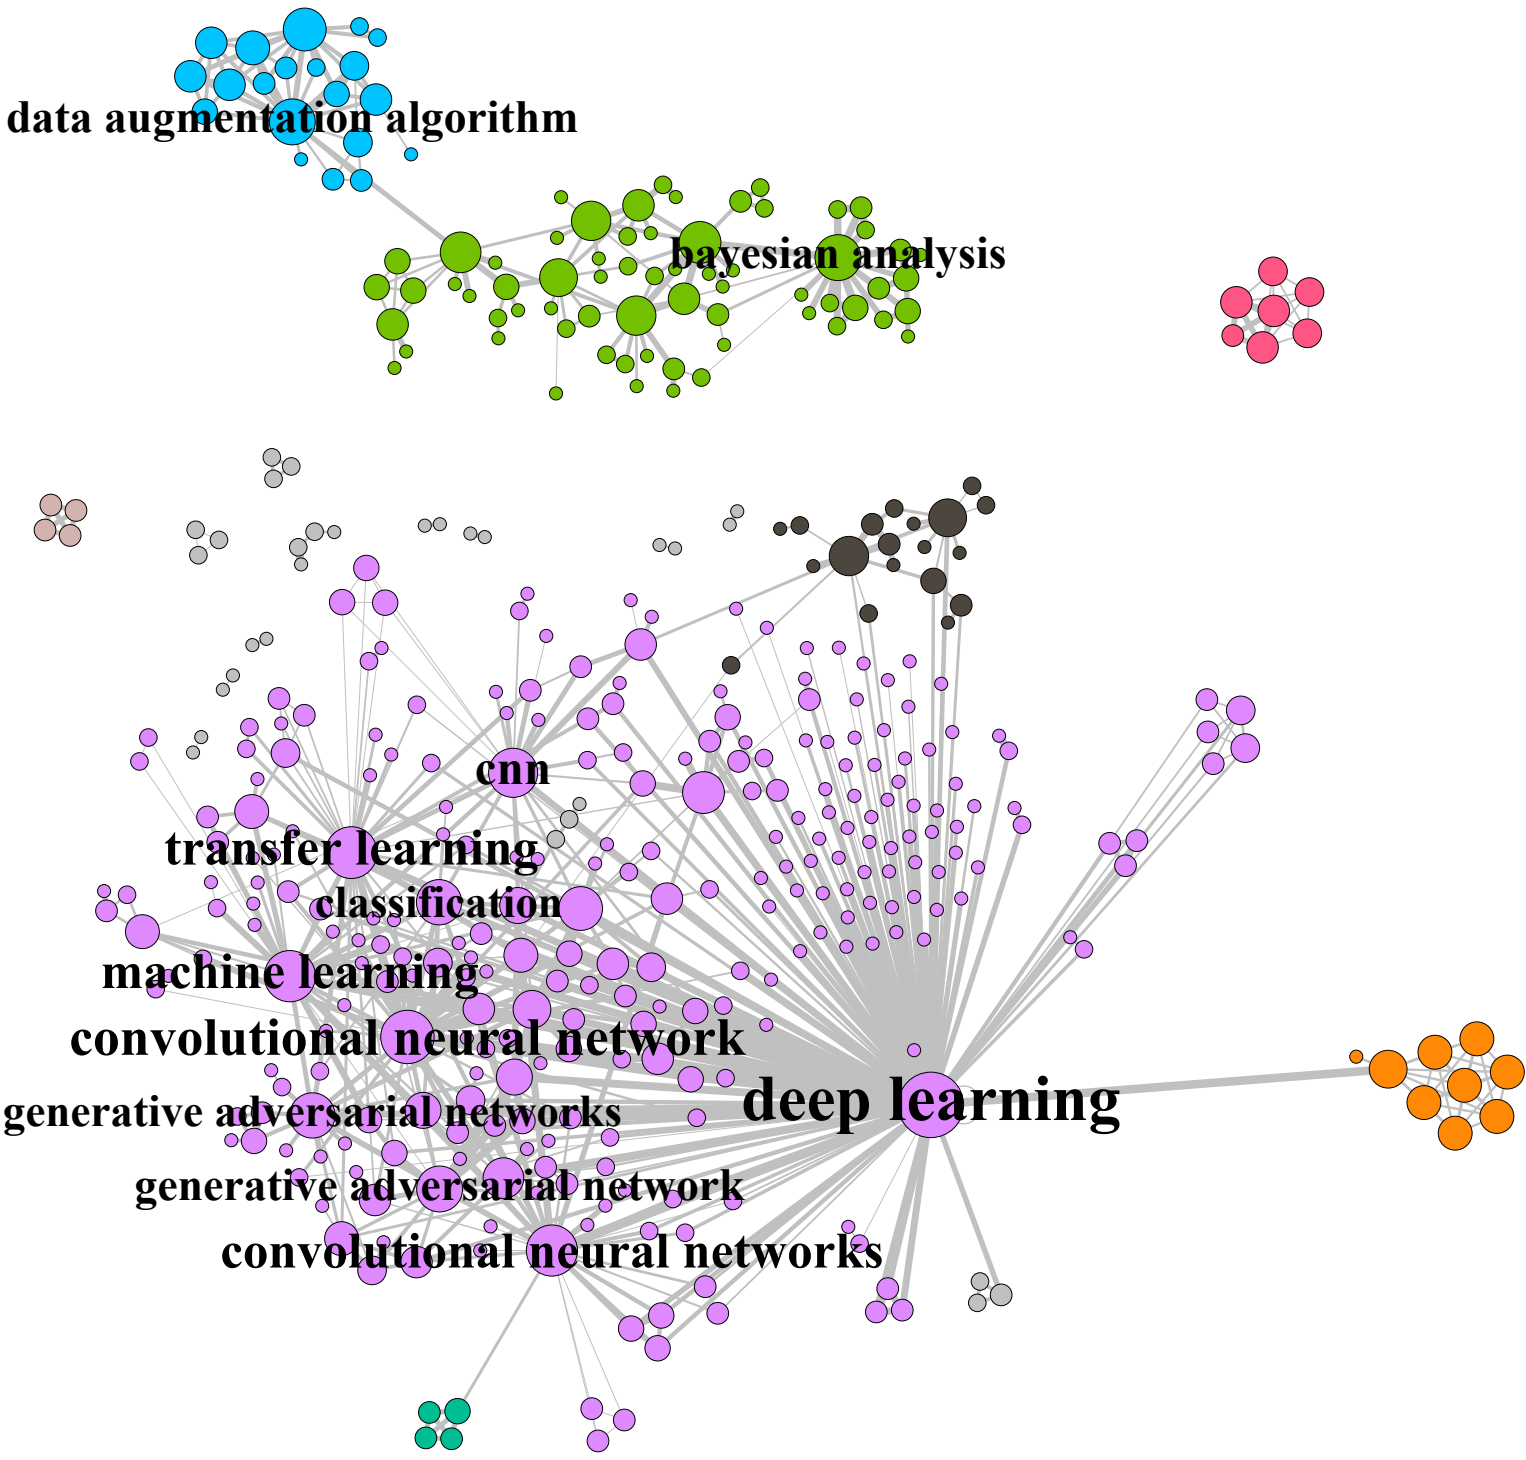 data augmentation algorithm
bayesian analysis
cnn
transfer learning
classification
machine learning
convolutional neural network
deep learning
generative adversarial networks
generative adversarial network
convolutional neural networks